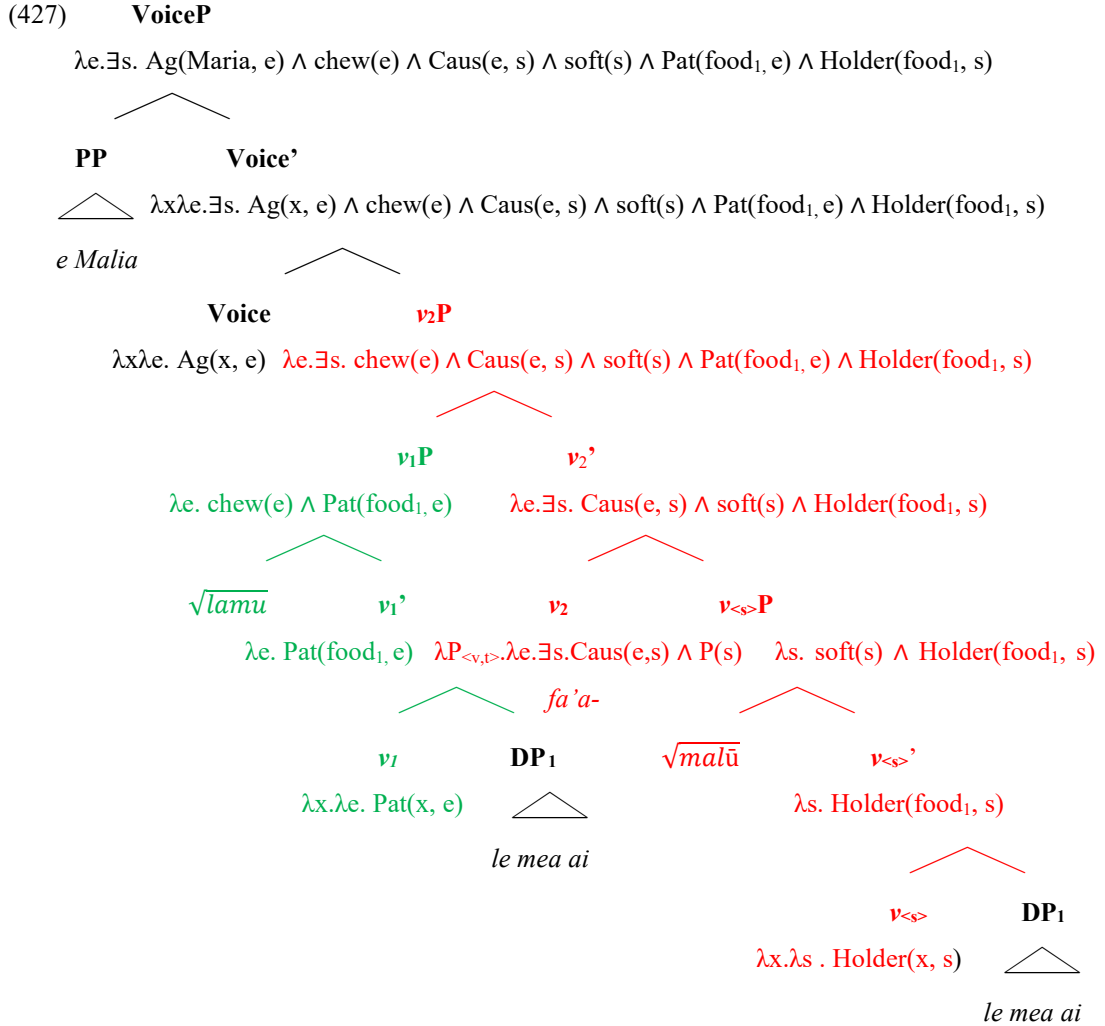 (427) VoiceP
λe.∃s. Ag(Maria, e) ∧ chew(e) ∧ Caus(e, s) ∧ soft(s) ∧ Pat(food₁, e) ∧ Holder(food₁, s)
PP Voice’
λxλe.∃s. Ag(x, e) ∧ chew(e) ∧ Caus(e, s) ∧ soft(s) ∧ Pat(food₁, e) ∧ Holder(food₁, s)
e Malia
Voice v₂P
λxλe. Ag(x, e) λe.∃s. chew(e) ∧ Caus(e, s) ∧ soft(s) ∧ Pat(food₁, e) ∧ Holder(food₁, s)
v₁P v₂’
λe. chew(e) ∧ Pat(food₁, e) λe.∃s. Caus(e, s) ∧ soft(s) ∧ Holder(food₁, s)
√lamu v₁’ v₂ v<s>P
λe. Pat(food₁, e) λP<v,t>.λe.∃s.Caus(e,s) ∧ P(s) λs. soft(s) ∧ Holder(food₁, s)
fa’a-
v₁ DP₁ √malū v<s>’
λx.λe. Pat(x, e) λs. Holder(food₁, s)
le mea ai
v<s> DP₁
λx.λs . Holder(x, s)
le mea ai